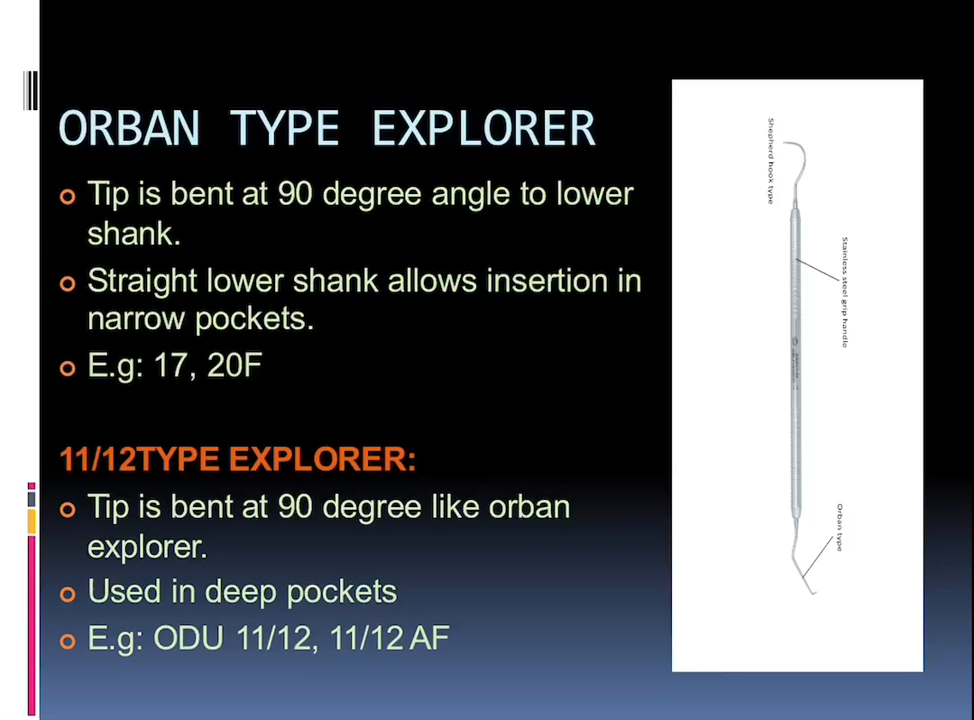 ORBAN TYPE EXPLORER
Tip is bent at 90 degree angle to lower
shank.
Straight lower shank allows insertion in
narrow pockets.
E.g: 17, 20F
11/12TYPE EXPLORER:
Tip is bent at 90 degree like orban
explorer.
Used in deep pockets
E.g: ODU 11/12, 11/12 AF
Shepherd hook type
Stainless steel grip handle
Orban type